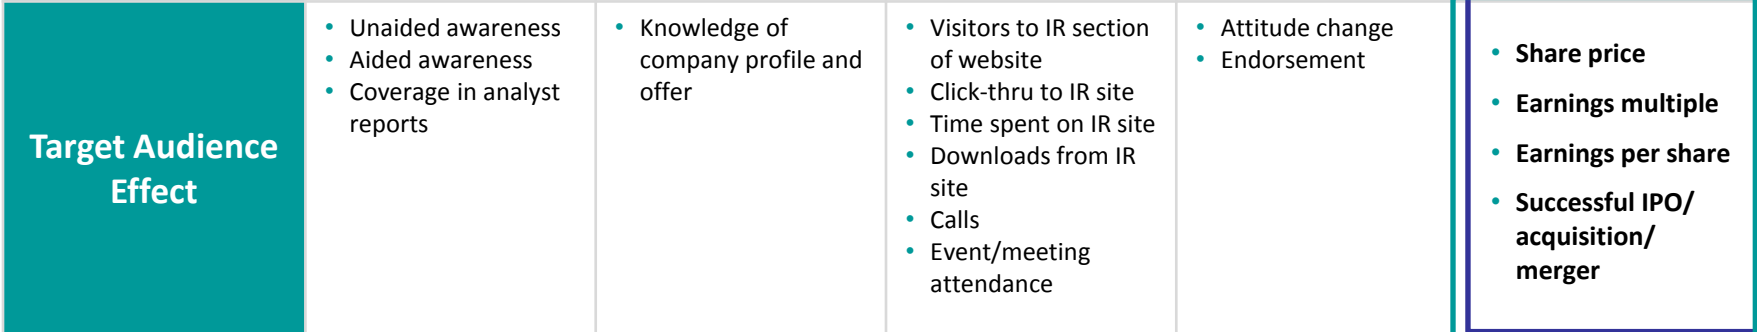 Target Audience
Effect
• Unaided awareness
• Aided awareness
• Coverage in analyst
reports
• Knowledge of
company profile and
offer
• Visitors to IR section
of website
• Click-thru to IR site
• Time spent on IR site
• Downloads from IR
site
• Calls
• Event/meeting
attendance
• Attitude change
• Endorsement
• Share price
• Earnings multiple
• Earnings per share
• Successful IPO/
acquisition/
merger